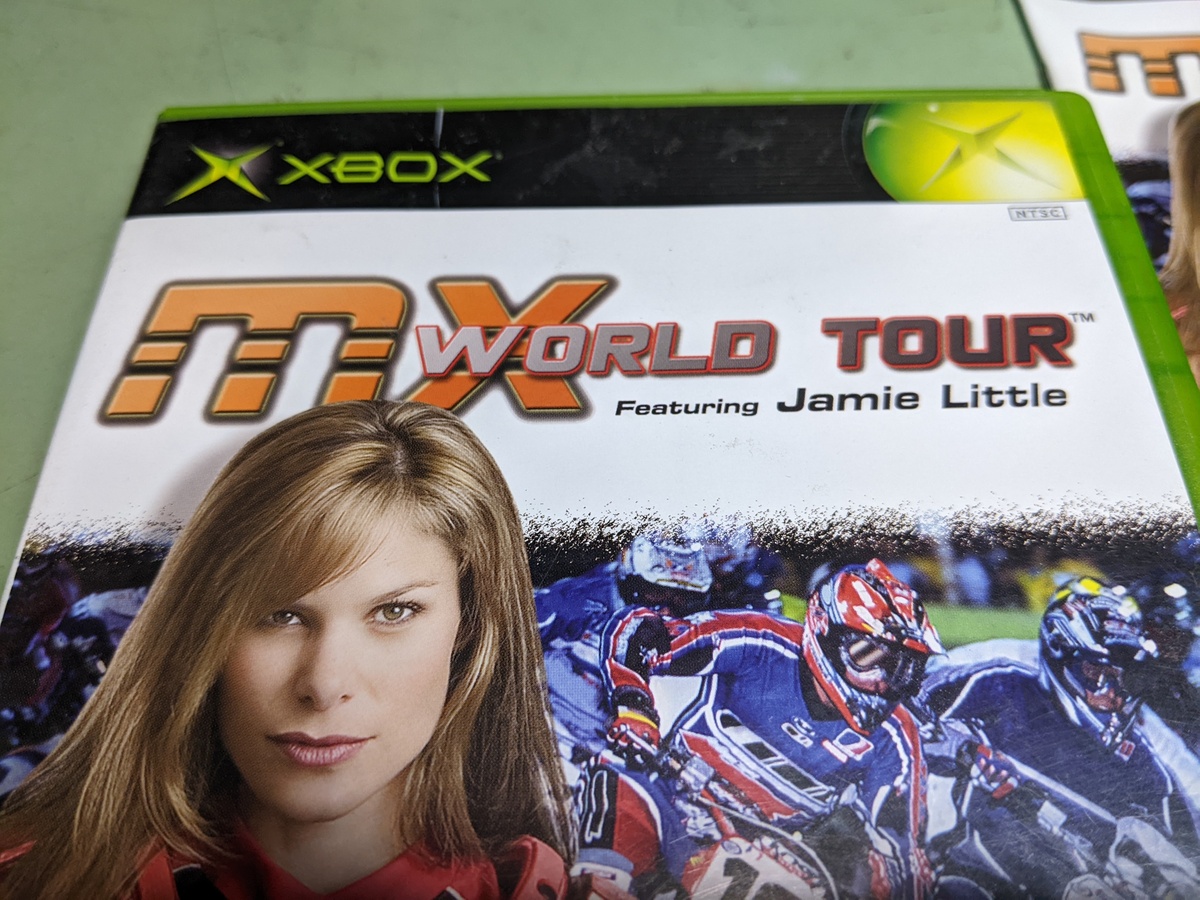 XBOX
NTSC
MX WORLD TOUR™
Featuring Jamie Little